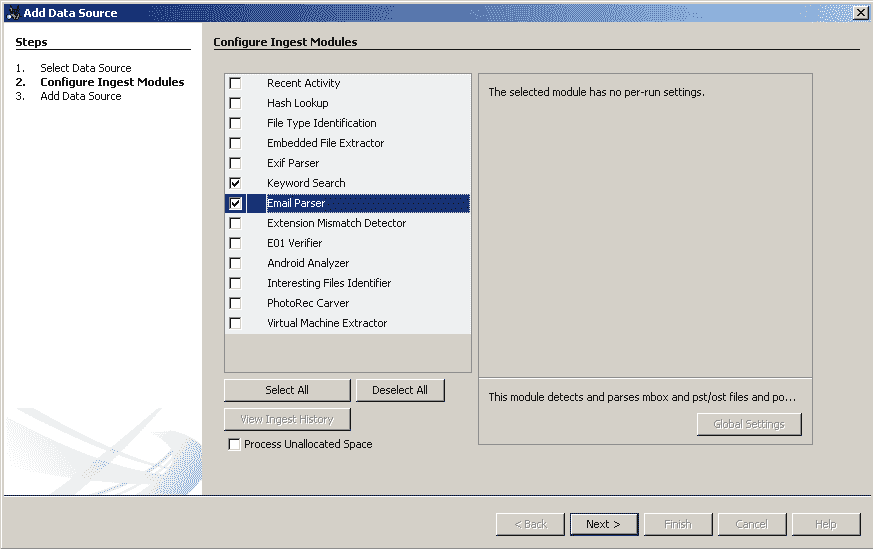 Add Data Source
Steps
1. Select Data Source
2. Configure Ingest Modules
3. Add Data Source
Configure Ingest Modules
Recent Activity
Hash Lookup
File Type Identification
Embedded File Extractor
Exif Parser
Keyword Search
Email Parser
Extension Mismatch Detector
E01 Verifier
Android Analyzer
Interesting Files Identifier
PhotoRec Carver
Virtual Machine Extractor
The selected module has no per-run settings.
Select All
Deselect All
View Ingest History
Process Unallocated Space
This module detects and parses mbox and pst/ost files and po...
Global Settings
< Back
Next >
Finish
Cancel
Help